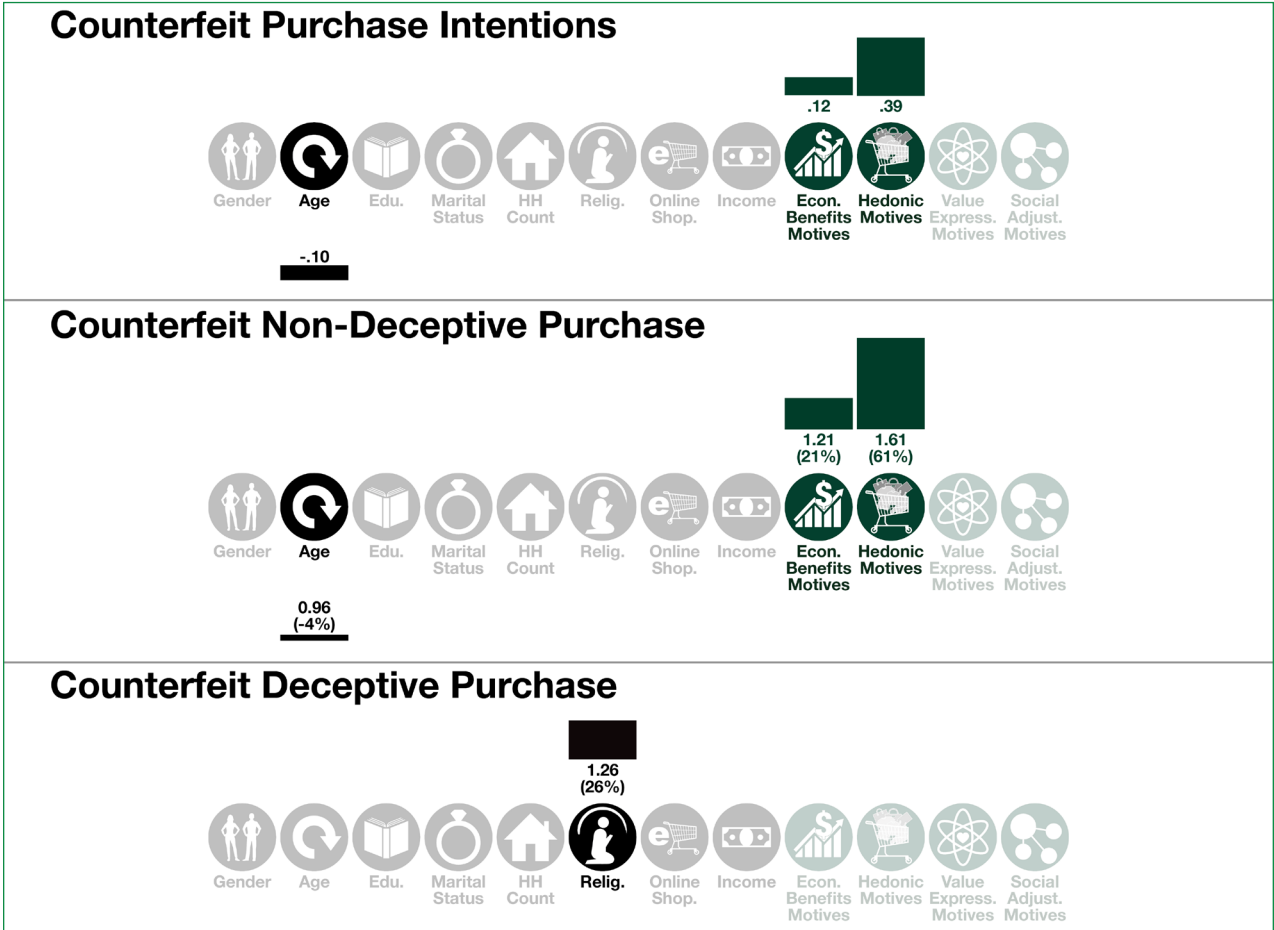 Counterfeit Purchase Intentions
.12 .39
Gender Age Edu. Marital HH Relig. Online Income Econ. Hedonic Value Social
Status Count Shop. Benefits Motives Express. Adjust.
Motives Motives Motives
-.10
Counterfeit Non-Deceptive Purchase
1.21 1.61
(21%) (61%)
$
e
Gender Age Edu. Marital HH Relig. Online Income Econ. Hedonic Value Social
Status Count Shop. Benefits Motives Express. Adjust.
Motives Motives Motives
0.96
(-4%)
Counterfeit Deceptive Purchase
1.26
(26%)
Gender Age Edu. Marital HH Relig. Online Income Econ. Hedonic Value Social
Status Count Shop. Benefits Motives Express. Adjust.
Motives Motives Motives